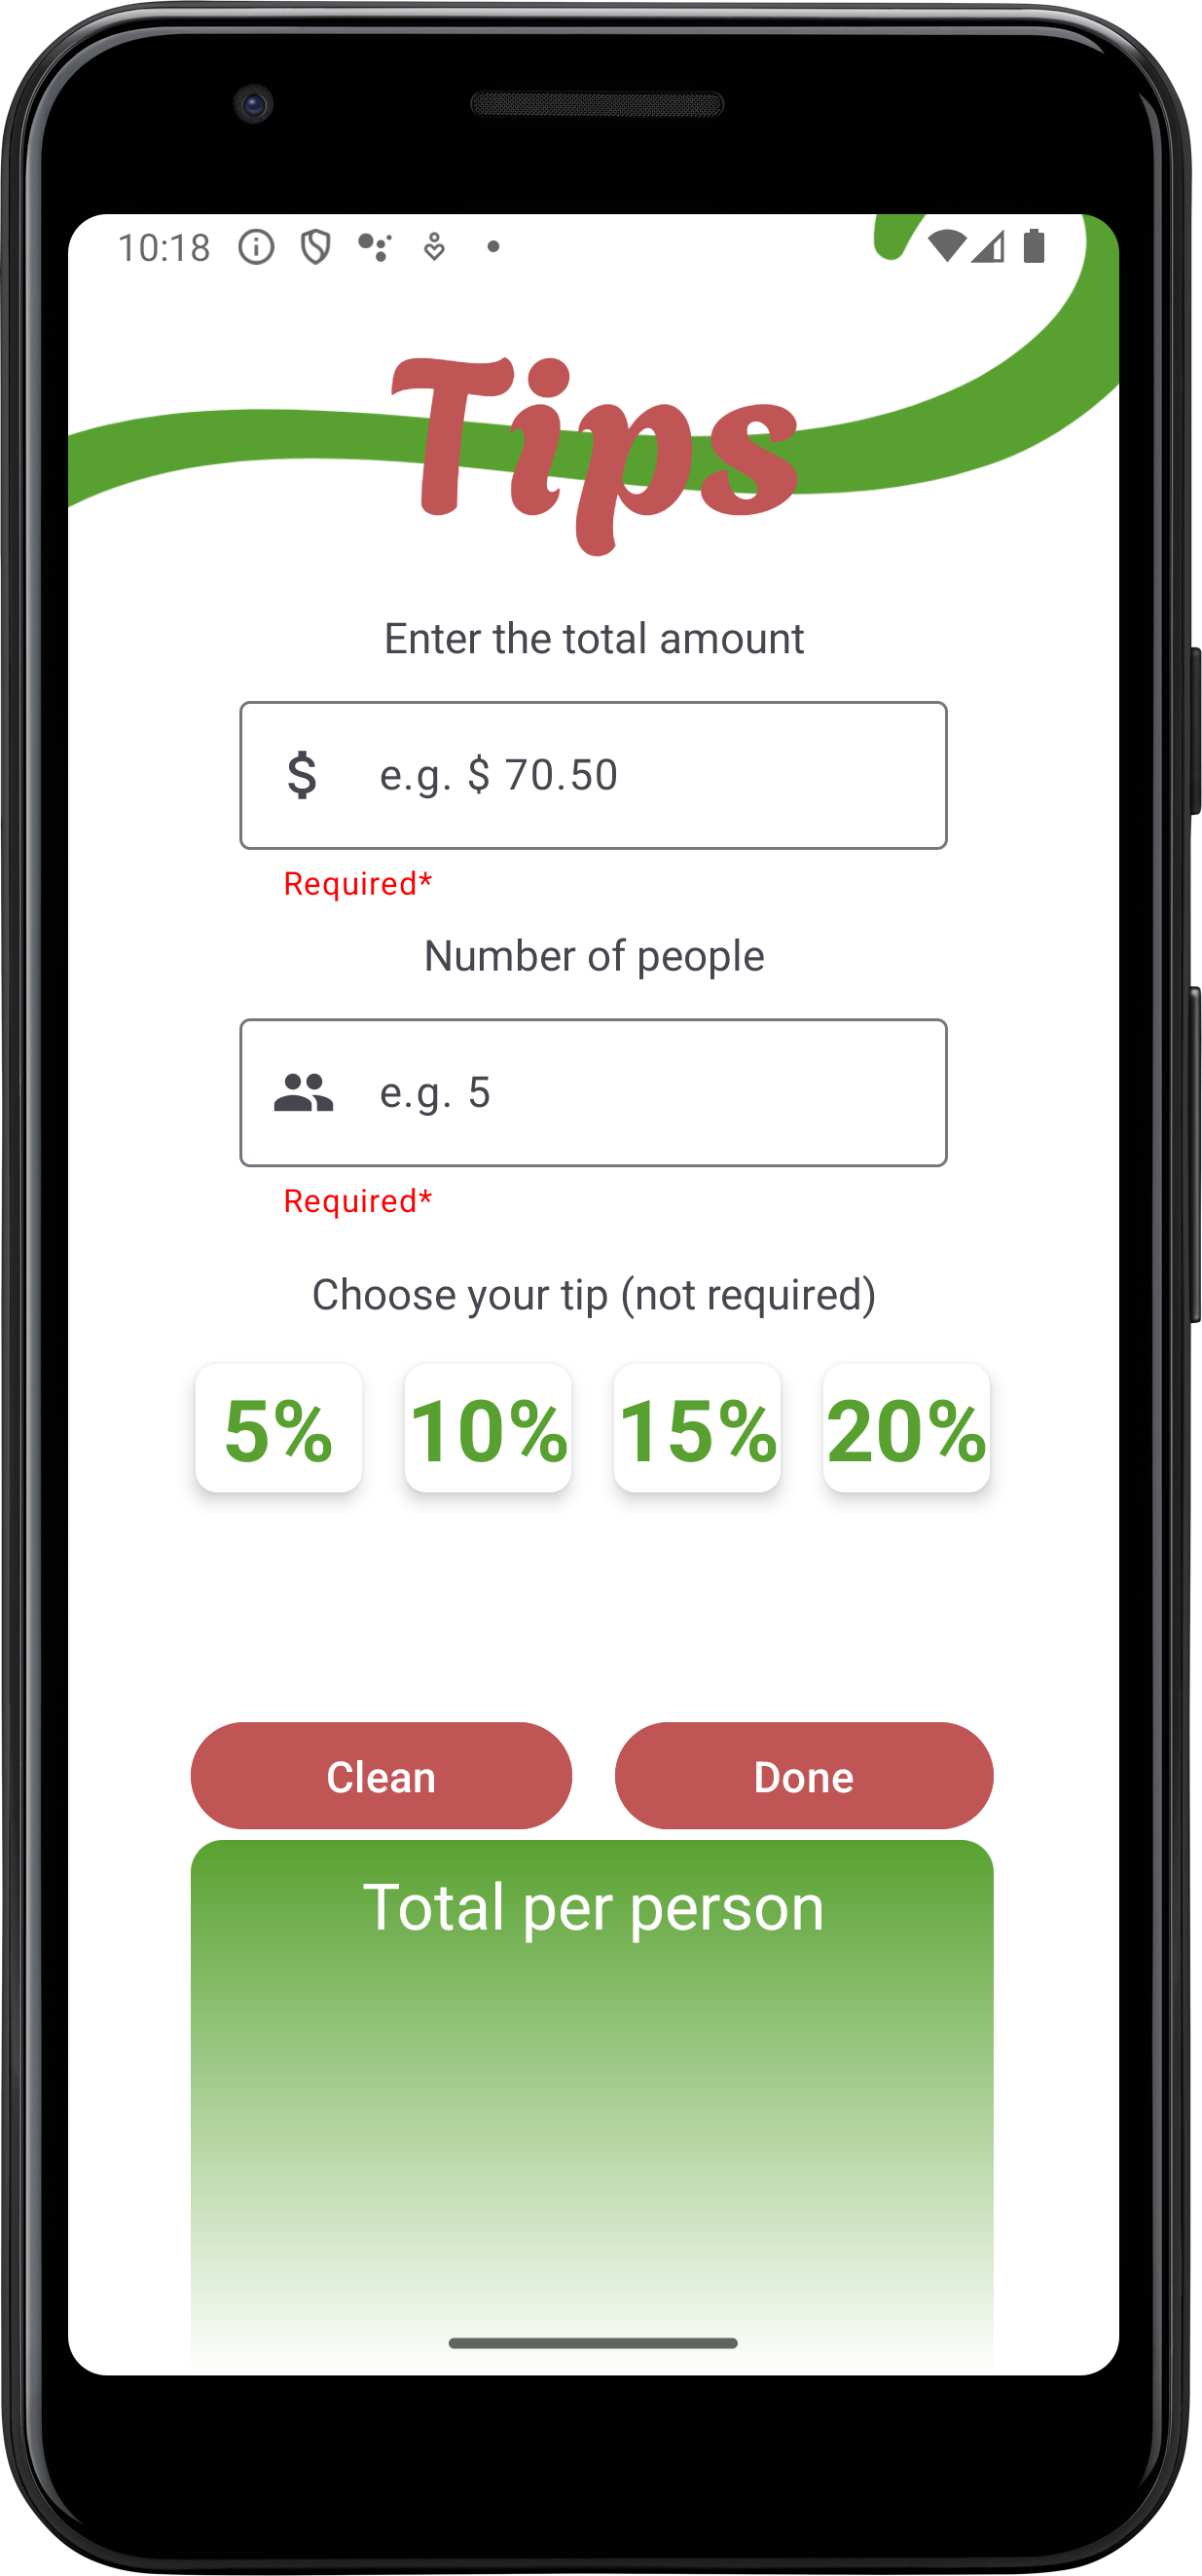 10:18
Tips
Enter the total amount
$ e.g. $ 70.50
Required*
Number of people
e.g. 5
Required*
Choose your tip (not required)
5% 10% 15% 20%
Clean Done
Total per person